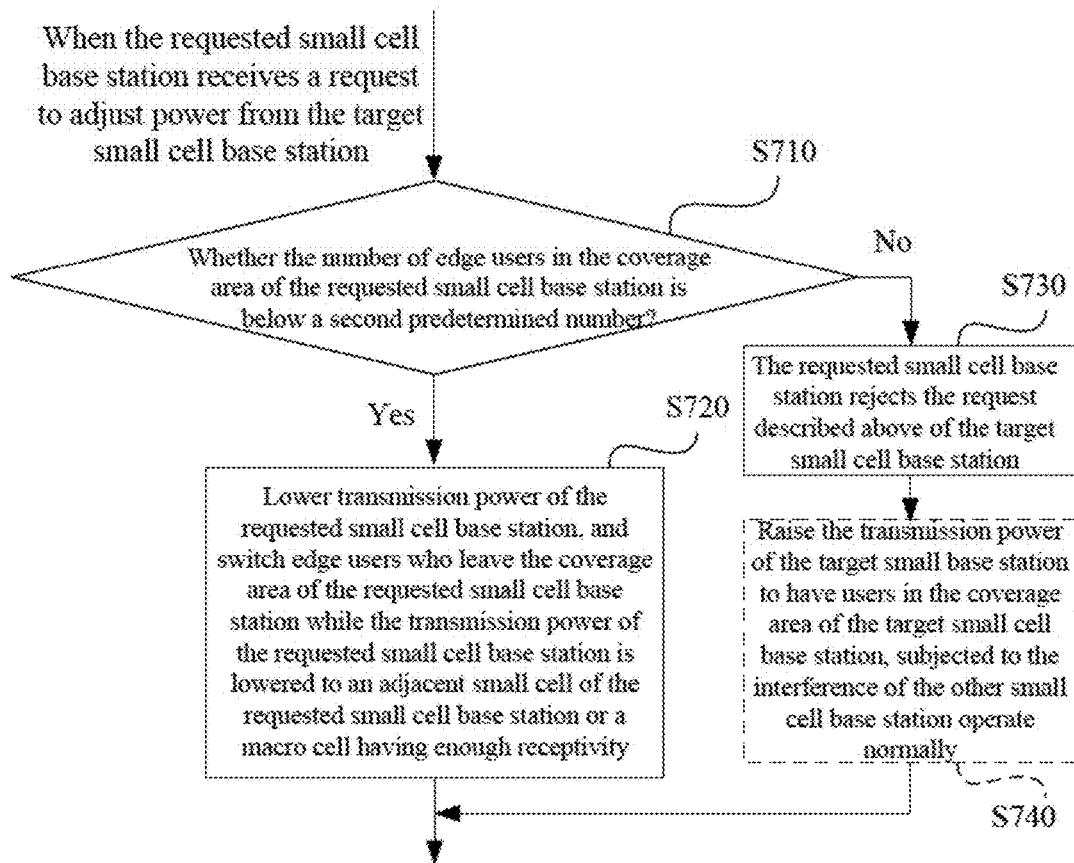 When the requested small cell
base station receives a request
to adjust power from the target
small cell base station
S710
Whether the number of edge users in the coverage
area of the requested small cell base station is
below a second predetermined number?
No
S730
The requested small cell base
station rejects the request
described above of the target
small cell base station
Yes
S720
Lower transmission power of the
requested small cell base station, and
switch edge users who leave the coverage
area of the requested small cell base
station while the transmission power of
the requested small cell base station is
lowered to an adjacent small cell of the
requested small cell base station or a
macro cell having enough receptivity
Raise the transmission power
of the target small base station
to have users in the coverage
area of the target small cell
base station, subjected to the
interference of the other small
cell base station operate
normally
S740